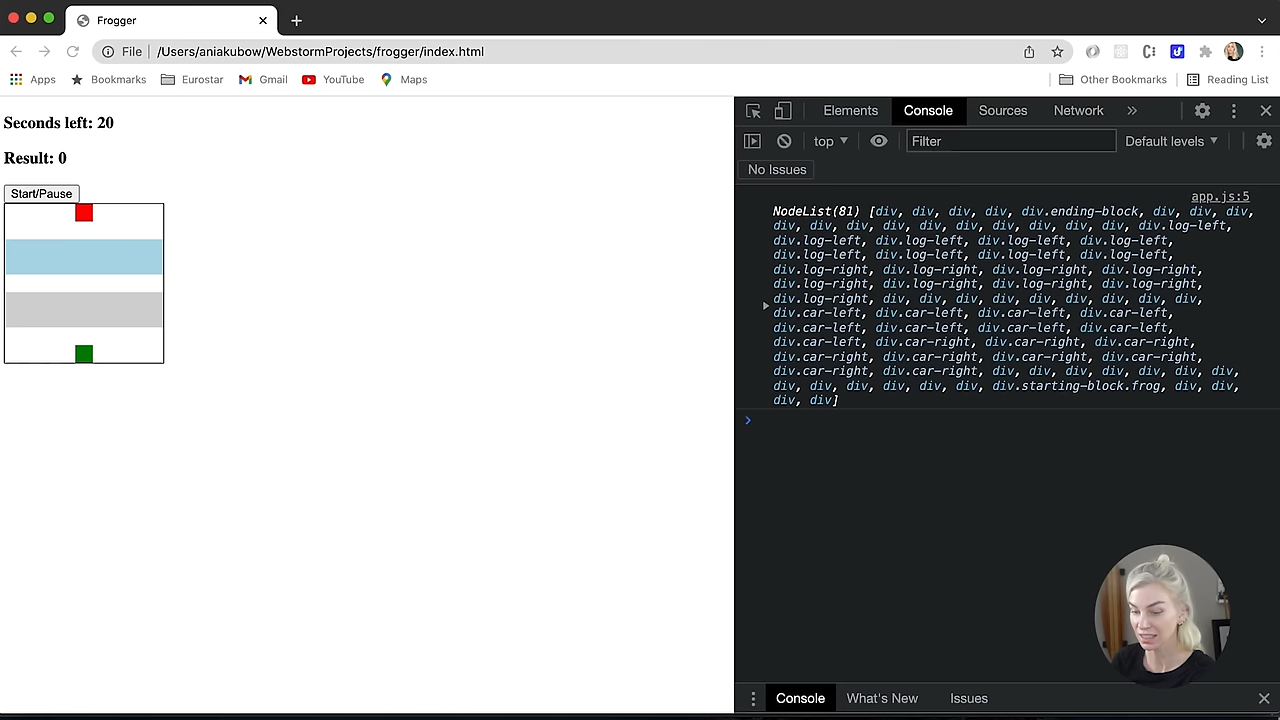 Frogger
File /Users/aniakubow/WebstormProjects/frogger/index.html
Apps Bookmarks Eurostar Gmail YouTube Maps Other Bookmarks Reading List
Seconds left: 20
Result: 0
Start/Pause
Elements Console Sources Network »
top ▼ Filter Default levels ▼
No Issues
app.js:5
NodeList(81) [div, div, div, div, div.ending-block, div, div, div,
div, div, div, div, div, div, div, div, div, div, div, div.log-left,
div.log-left, div.log-left, div.log-left, div.log-left,
div.log-left, div.log-left, div.log-left, div.log-left,
div.log-right, div.log-right, div.log-right, div.log-right,
div.log-right, div.log-right, div.log-right, div.log-right,
div.log-right, div, div, div, div, div, div, div, div, div,
div.car-left, div.car-left, div.car-left, div.car-left,
div.car-left, div.car-left, div.car-left, div.car-left,
div.car-left, div.car-right, div.car-right, div.car-right,
div.car-right, div.car-right, div.car-right, div.car-right,
div.car-right, div.car-right, div, div, div, div, div, div, div,
div, div, div, div, div, div, div.starting-block.frog, div, div,
div, div]
Console What's New Issues